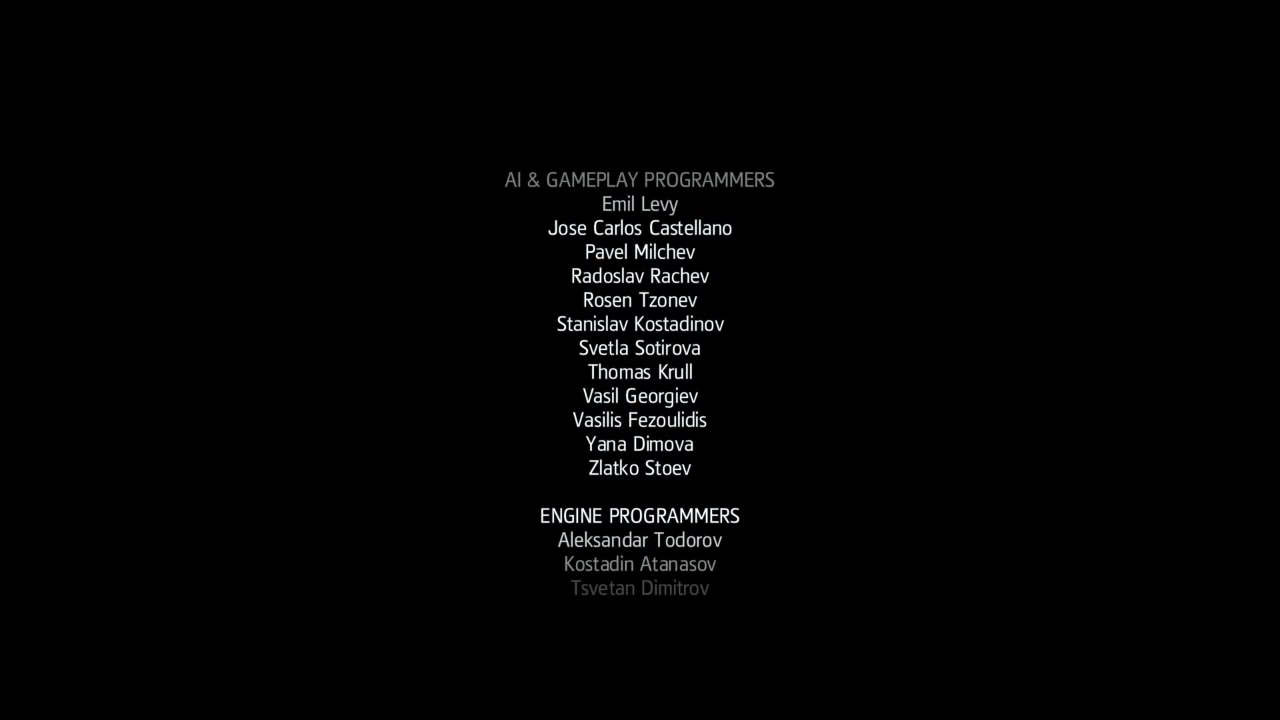 AI & GAMEPLAY PROGRAMMERS
Emil Levy
Jose Carlos Castellano
Pavel Milchev
Radoslav Rachev
Rosen Tzonev
Stanislav Kostadinov
Svetla Sotirova
Thomas Krull
Vasil Georgiev
Vasilis Fezoulidis
Yana Dimova
Zlatko Stoev
ENGINE PROGRAMMERS
Aleksandar Todorov
Kostadin Atanasov
Tsvetan Dimitrov